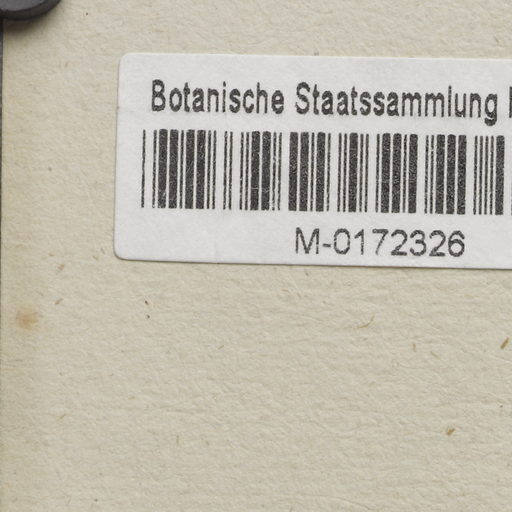 Botanische Staatssammlung
M-0172326